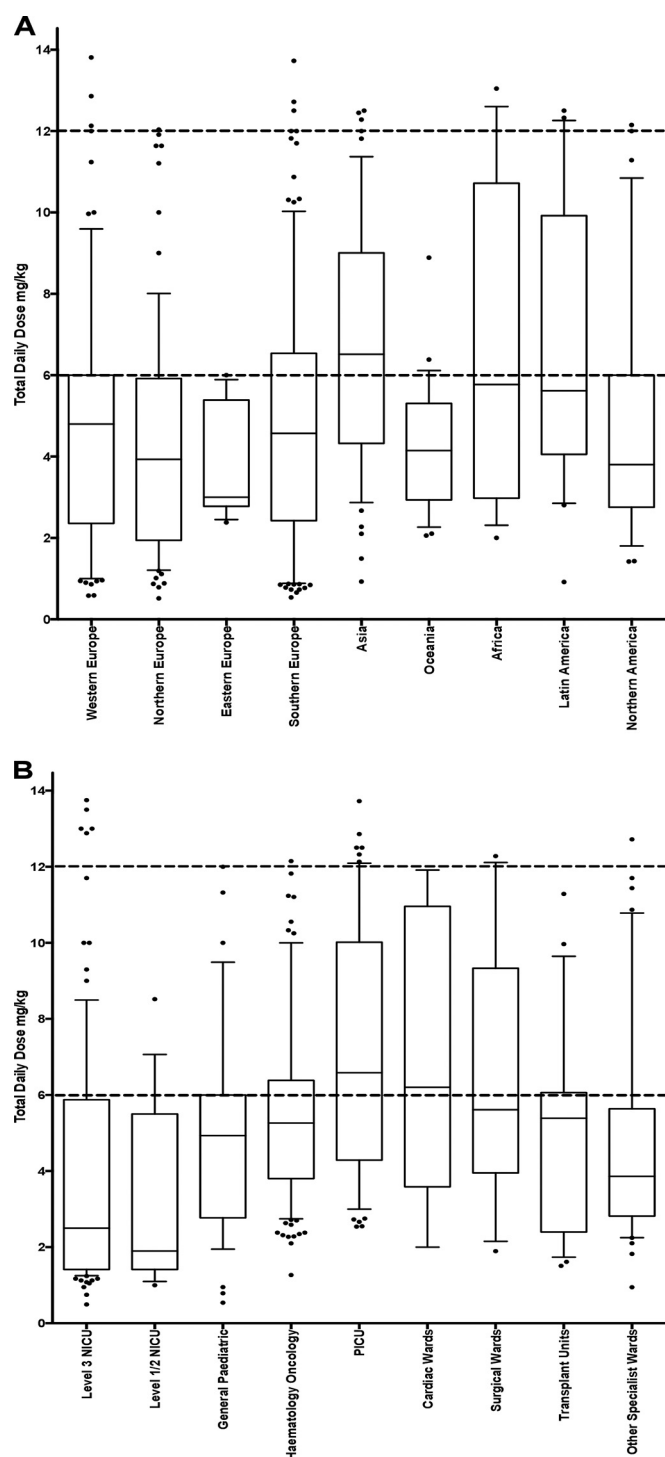 A
14
12
10
8
6
4
2
0
Total Daily Dose mg/kg
Western Europe
Northern Europe
Eastern Europe
Southern Europe
Asia
Oceania
Africa
Latin America
Northern America
B
14
12
10
8
6
4
2
0
Total Daily Dose mg/kg
Level 3 NICU
Level 1/2 NICU
General Paediatric
Haematology Oncology
PICU
Cardiac Wards
Surgical Wards
Transplant Units
Other Specialist Wards